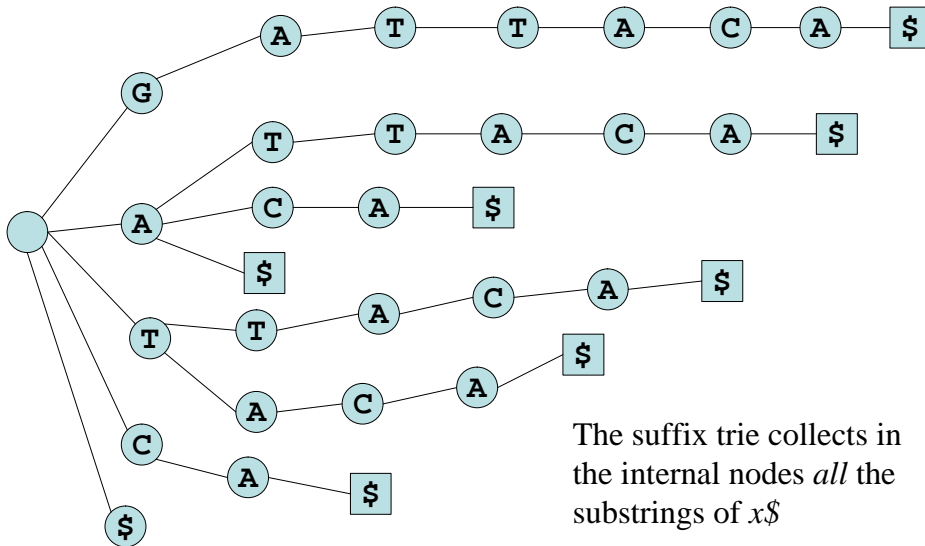 G A T T A C A $
A T T A C A $
C A $
$
T T A C A $
A C A $
C A $
$
The suffix trie collects in
the internal nodes all the
substrings of x$